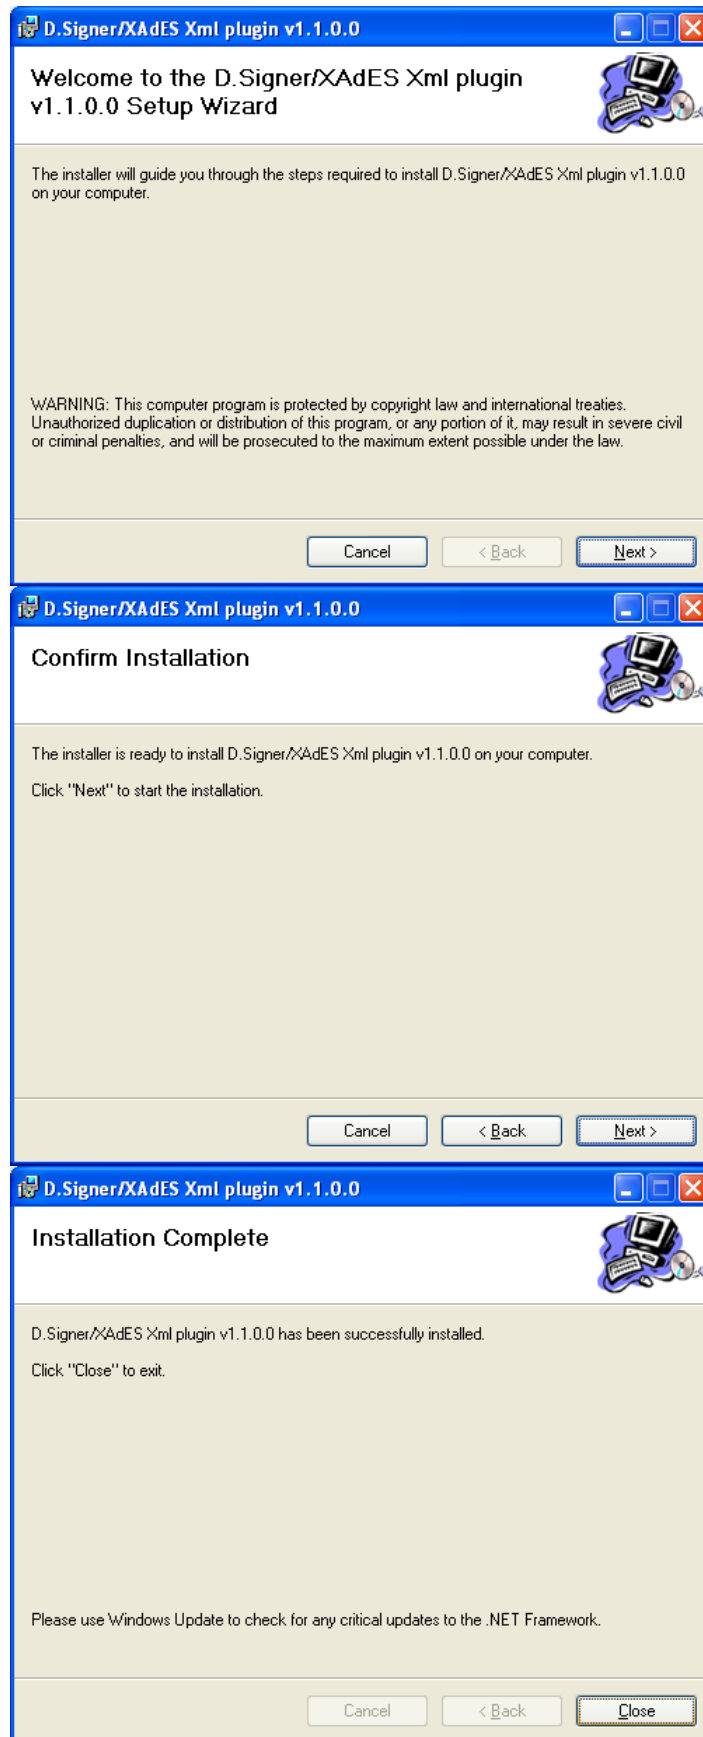 D.Signer/XAdES Xml plugin v1.1.0.0
Welcome to the D.Signer/XAdES Xml plugin
v1.1.0.0 Setup Wizard
The installer will guide you through the steps required to install D.Signer/XAdES Xml plugin v1.1.0.0
on your computer.
WARNING: This computer program is protected by copyright law and international treaties.
Unauthorized duplication or distribution of this program, or any portion of it, may result in severe civil
or criminal penalties, and will be prosecuted to the maximum extent possible under the law.
Cancel < Back Next >
D.Signer/XAdES Xml plugin v1.1.0.0
Confirm Installation
The installer is ready to install D.Signer/XAdES Xml plugin v1.1.0.0 on your computer.
Click "Next" to start the installation.
Cancel < Back Next >
D.Signer/XAdES Xml plugin v1.1.0.0
Installation Complete
D.Signer/XAdES Xml plugin v1.1.0.0 has been successfully installed.
Click "Close" to exit.
Please use Windows Update to check for any critical updates to the .NET Framework.
Cancel < Back Close